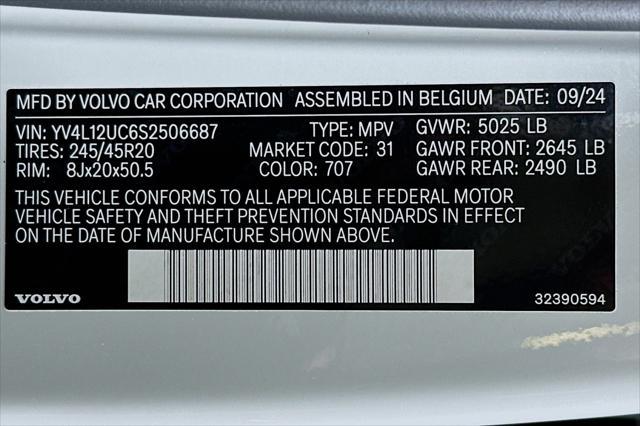 MFD BY VOLVO CAR CORPORATION ASSEMBLED IN BELGIUM DATE: 09/24
VIN: YV4L12UC6S2506687 TYPE: MPV GVWR: 5025 LB
TIRES: 245/45R20 MARKET CODE: 31 GAWR FRONT: 2645 LB
RIM: 8Jx20x50.5 COLOR: 707 GAWR REAR: 2490 LB
THIS VEHICLE CONFORMS TO ALL APPLICABLE FEDERAL MOTOR
VEHICLE SAFETY AND THEFT PREVENTION STANDARDS IN EFFECT
ON THE DATE OF MANUFACTURE SHOWN ABOVE.
VOLVO 32390594